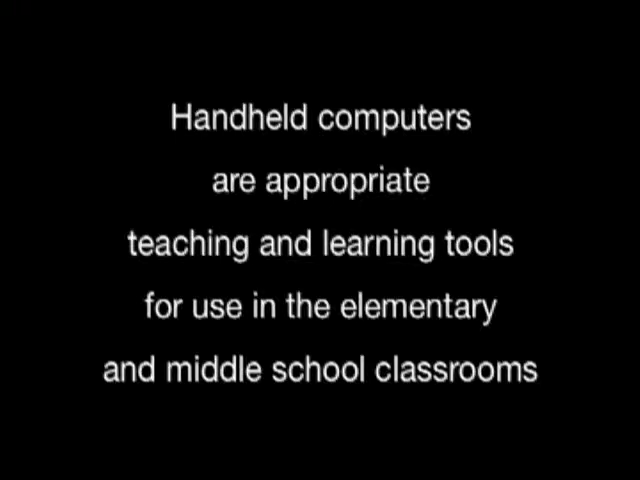 Handheld computers
are appropriate
teaching and learning tools
for use in the elementary
and middle school classrooms